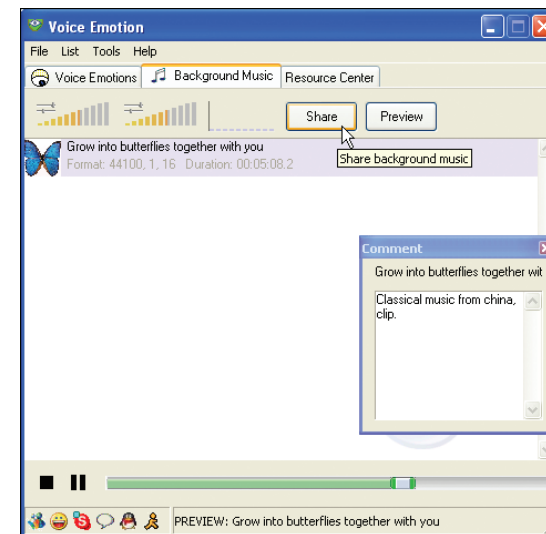 Voice Emotion
File List Tools Help
Voice Emotions Background Music Resource Center
Share Preview
Grow into butterflies together with you
Format: 44100, 1, 16 Duration: 00:05:08.2
Share background music
Comment
Grow into butterflies together wit
Classical music from china,
clip.
PREVIEW: Grow into butterflies together with you